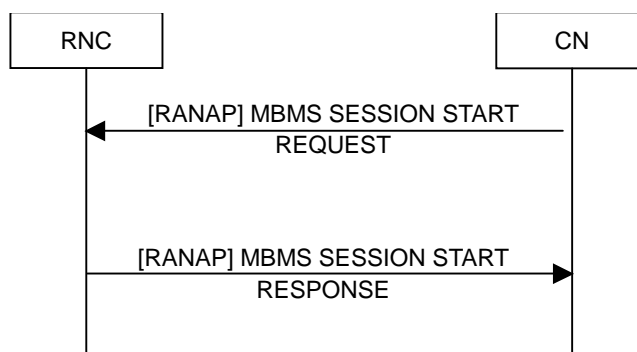 RNC
CN
[RANAP] MBMS SESSION START
REQUEST
[RANAP] MBMS SESSION START
RESPONSE